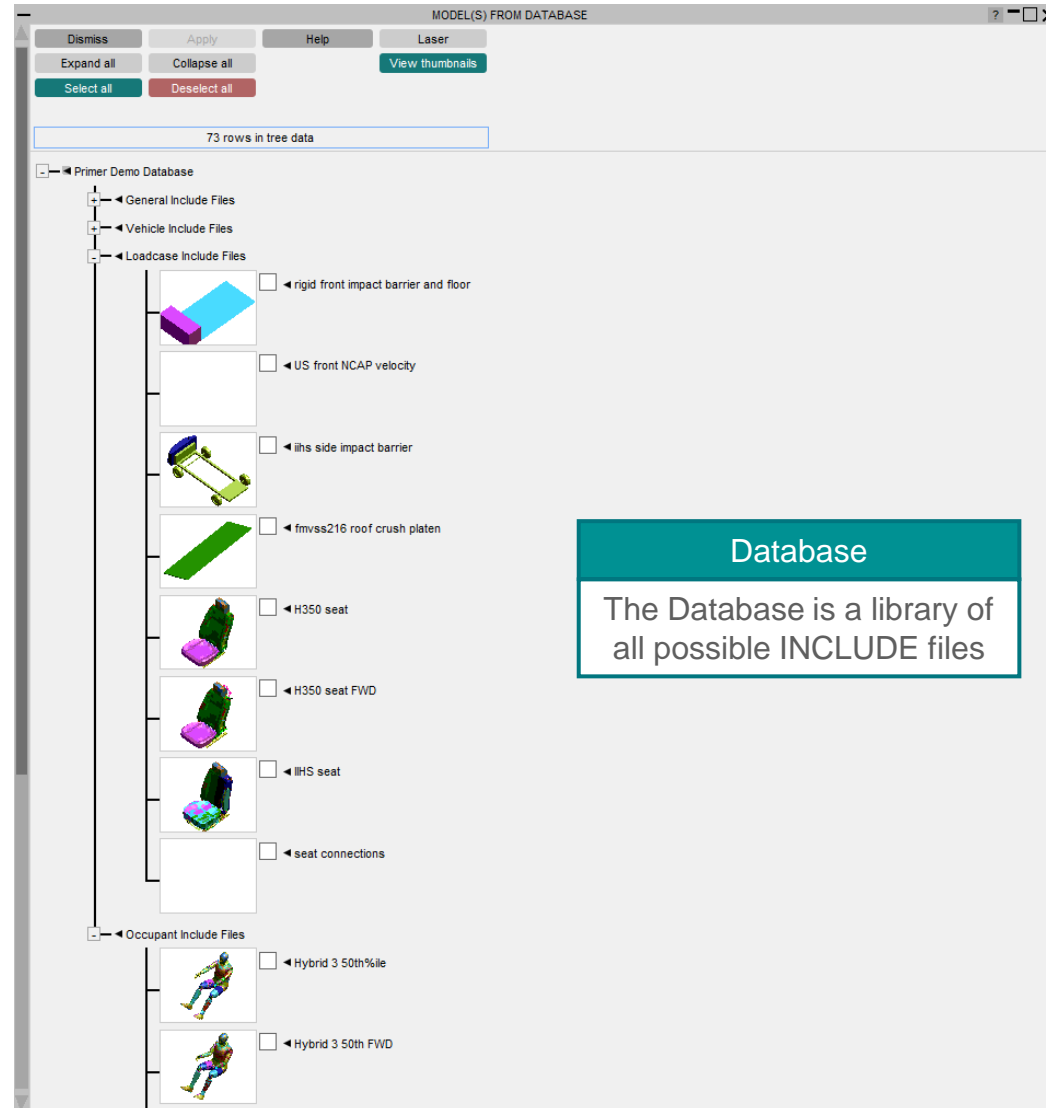 MODEL(S) FROM DATABASE
?
Dismiss Apply Help Laser
Expand all Collapse all View thumbnails
Select all Deselect all
73 rows in tree data
Primer Demo Database
General Include Files
Vehicle Include Files
Loadcase Include Files
rigid front impact barrier and floor
US front NCAP velocity
iihs side impact barrier
fmvss216 roof crush platen
H350 seat
H350 seat FWD
IIHS seat
seat connections
Occupant Include Files
Hybrid 3 50th%ile
Hybrid 3 50th FWD
Database
The Database is a library of
all possible INCLUDE files